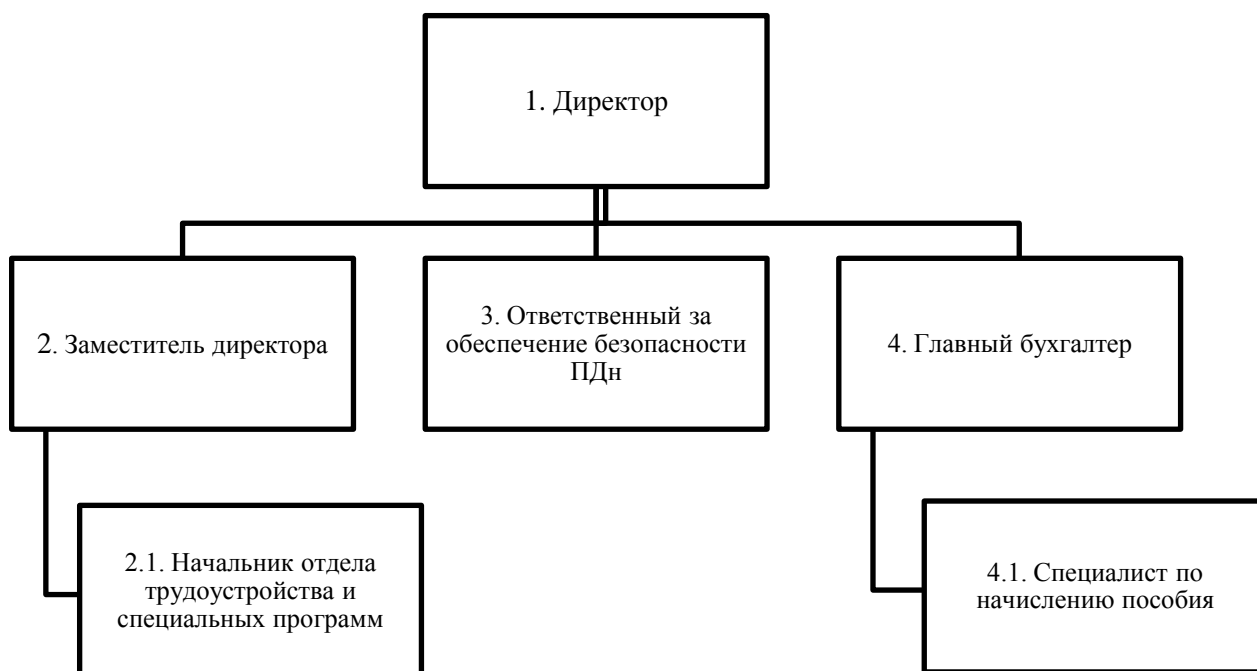 1. Директор
2. Заместитель директора
3. Ответственный за
обеспечение безопасности
ПДн
4. Главный бухгалтер
2.1. Начальник отдела
трудоустройства и
специальных программ
4.1. Специалист по
начислению пособия